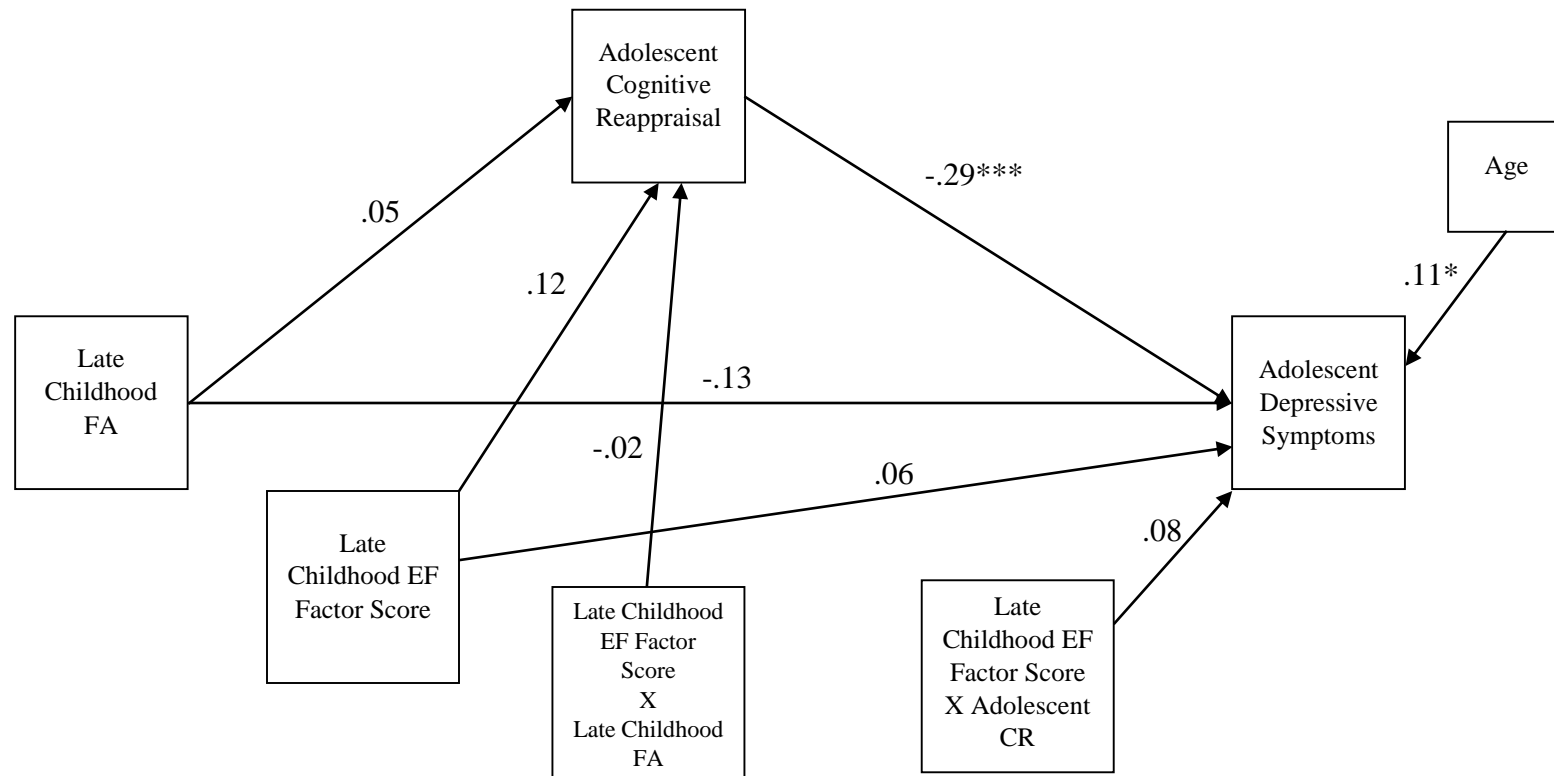 Adolescent
Cognitive
Reappraisal
-.29***
Age
.05
.11*
.12
Late
Childhood
FA
-.13
Adolescent
Depressive
Symptoms
-.02
.06
.08
Late
Childhood EF
Factor Score
Late Childhood
EF Factor
Score
X
Late Childhood
FA
Late
Childhood EF
Factor Score
X Adolescent
CR